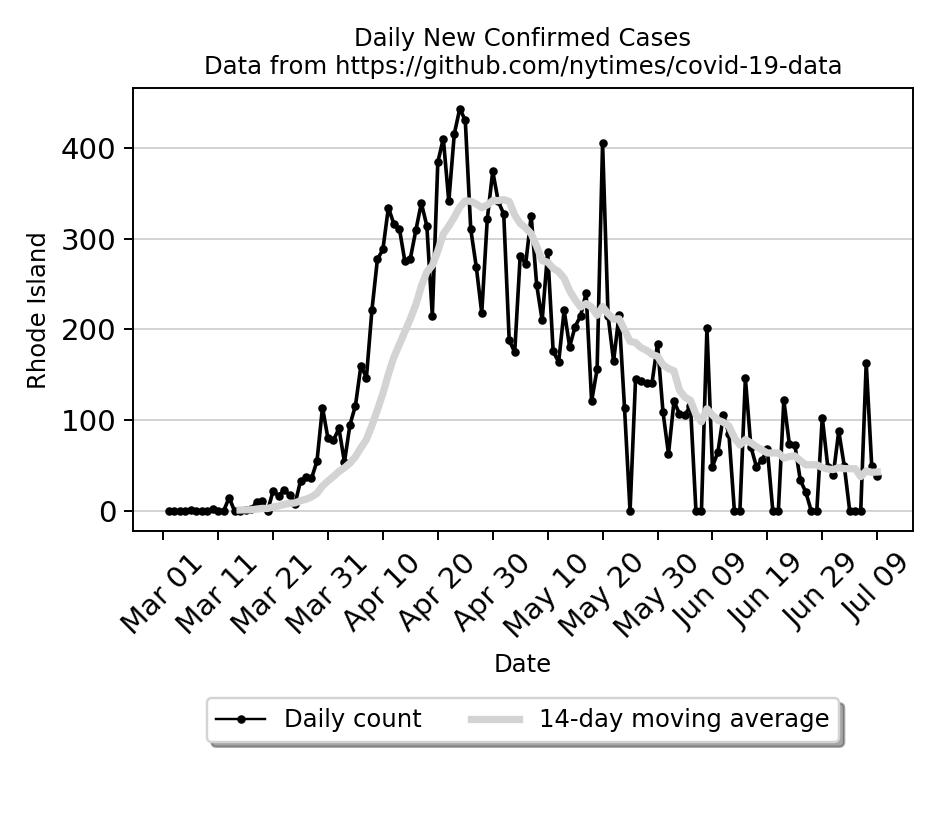 Daily New Confirmed Cases
Data from https://github.com/nytimes/covid-19-data
Rhode Island
400
300
200
100
0
Mar 01
Mar 11
Mar 21
Mar 31
Apr 10
Apr 20
Apr 30
May 10
May 20
May 30
Jun 09
Jun 19
Jun 29
Jul 09
Date
Daily count
14-day moving average